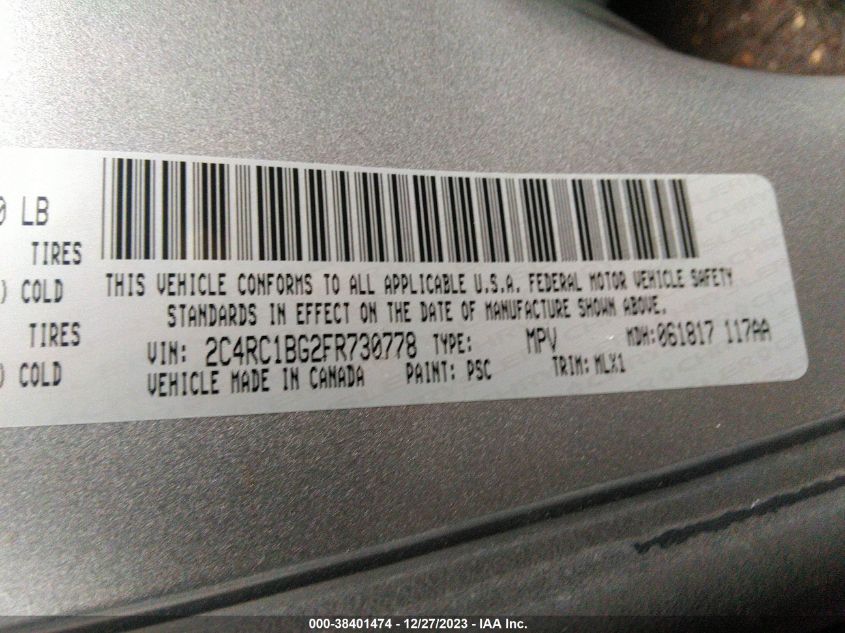 0 LB
TIRES
) COLD
TIRES
) COLD
THIS VEHICLE CONFORMS TO ALL APPLICABLE U.S.A. FEDERAL MOTOR VEHICLE SAFETY
STANDARDS IN EFFECT ON THE DATE OF MANUFACTURE SHOWN ABOVE.
VIN: 2C4RC1BG2FR730778 TYPE: MPV MDH:061817 117AA
VEHICLE MADE IN CANADA PAINT: PSC TRIM: MLX1
000-38401474 - 12/27/2023 - IAA Inc.